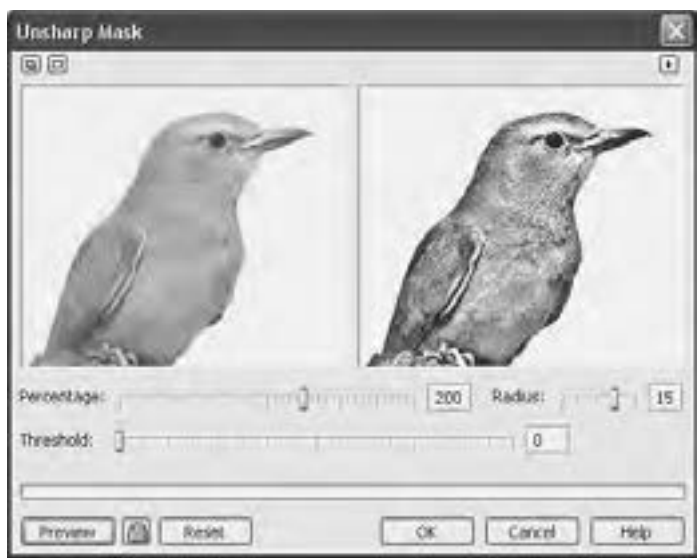 Unsharp Mask
Percentage: 200 Radius: 15
Threshold: 0
Preview Reset OK Cancel Help